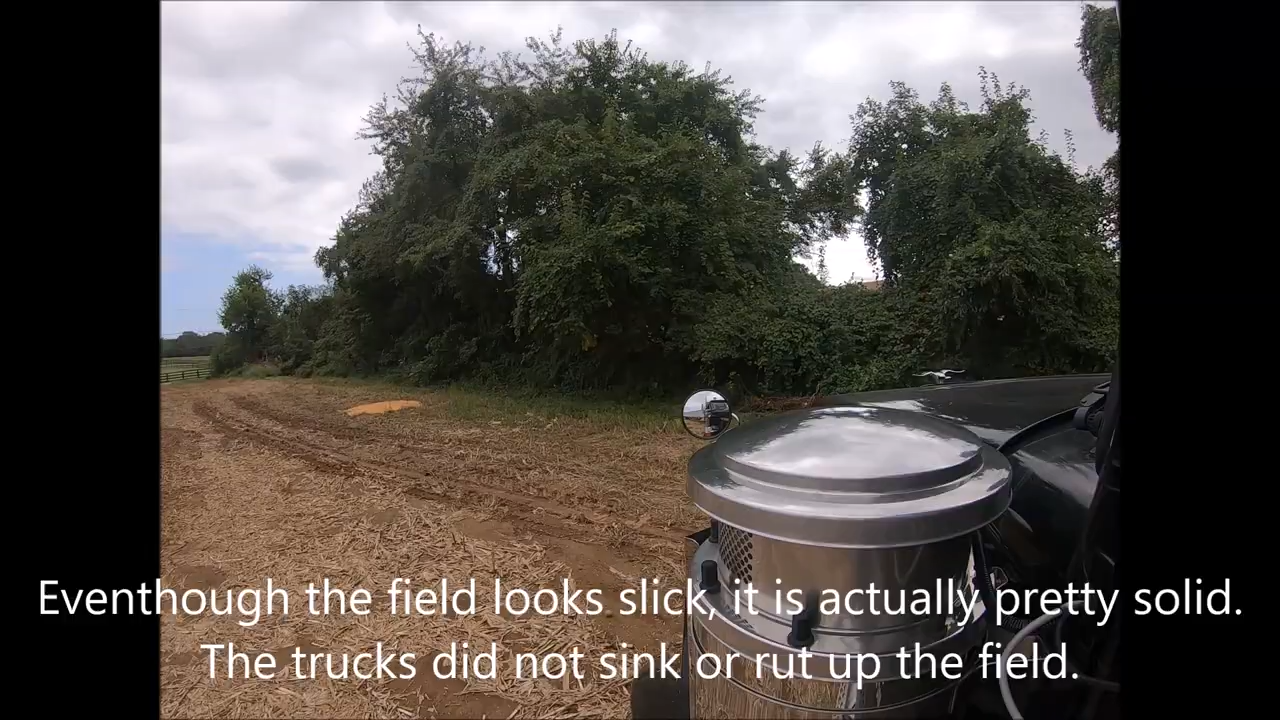 Eventhough the field looks slick, it is actually pretty solid.
The trucks did not sink or rut up the field.